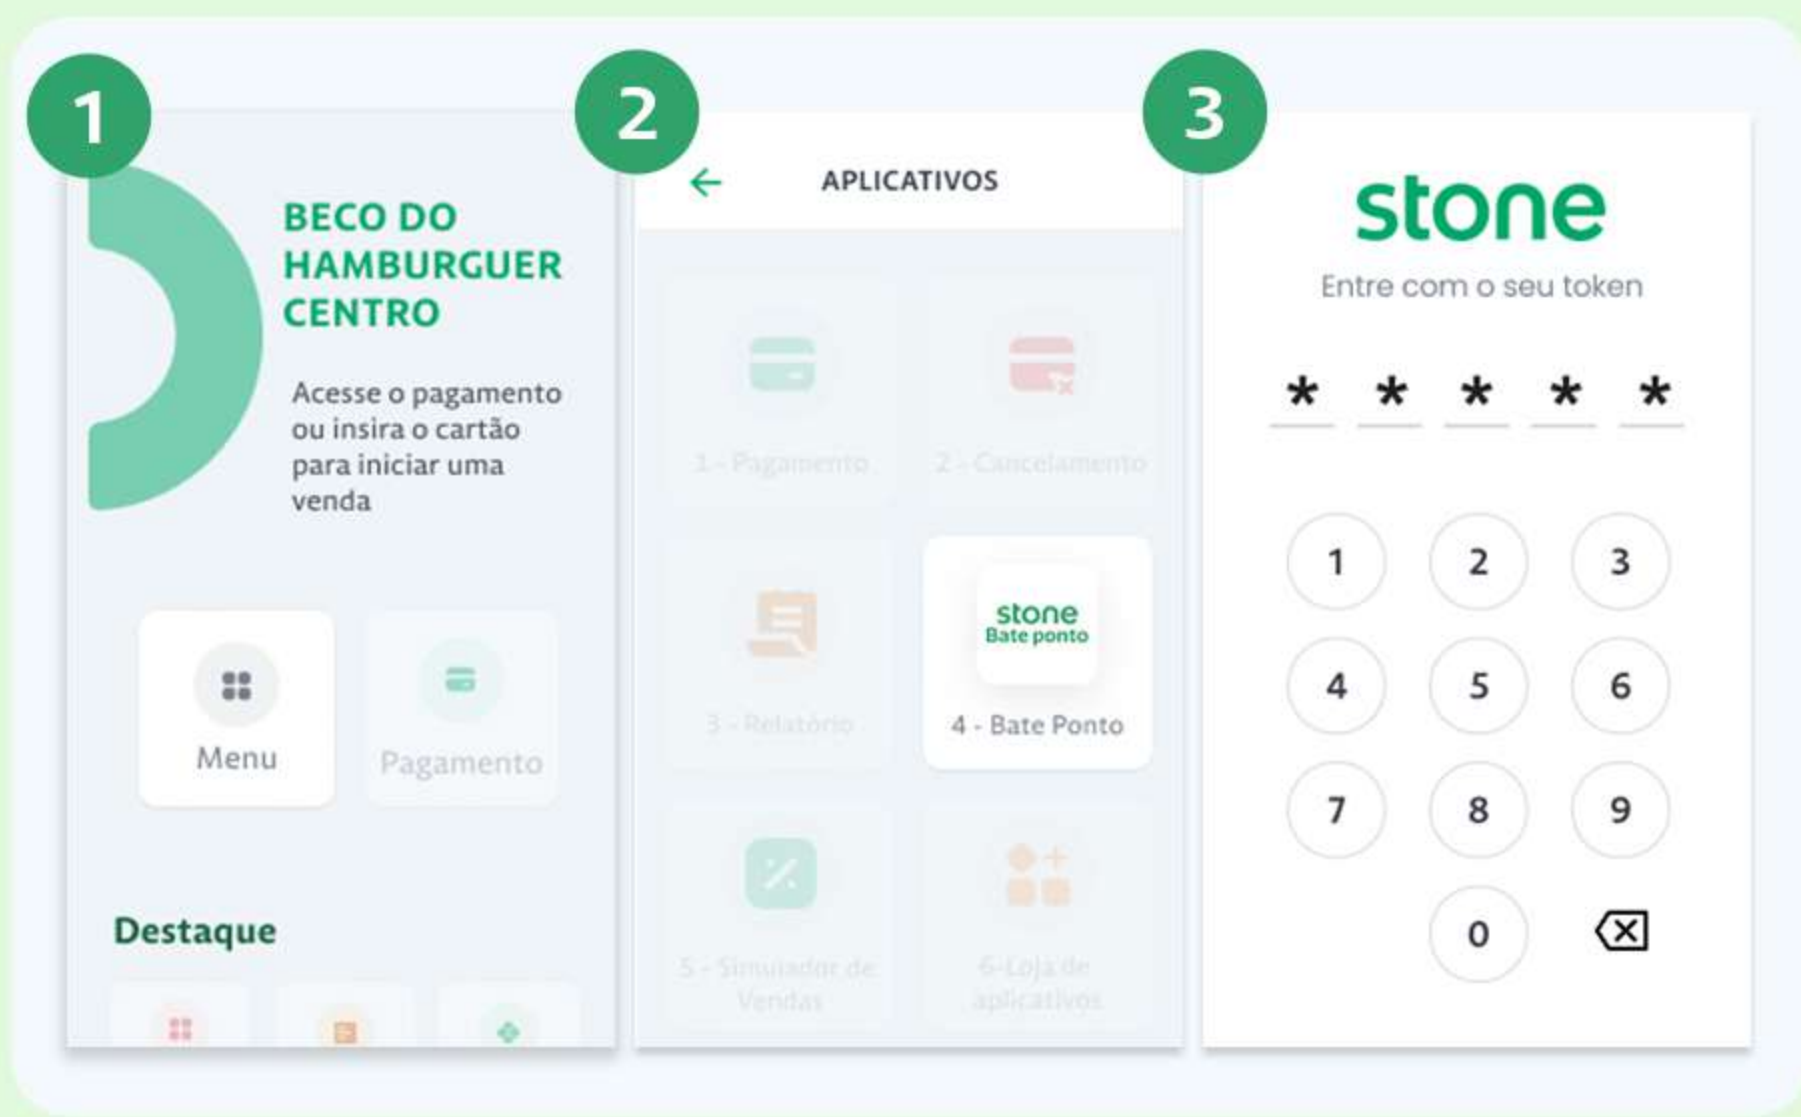 1
BECO DO
HAMBURGUER
CENTRO
Acesse o pagamento
ou insira o cartão
para iniciar uma
venda
Menu
Pagamento
Destaque
2
APLICATIVOS
1 - Pagamento
2 - Cancelamento
3 - Relatório
stone
Bate ponto
4 - Bate Ponto
5 - Simulador de
Vendas
6-Loja de
aplicativos
3
stone
Entre com o seu token
* * * * *
1 2 3
4 5 6
7 8 9
0